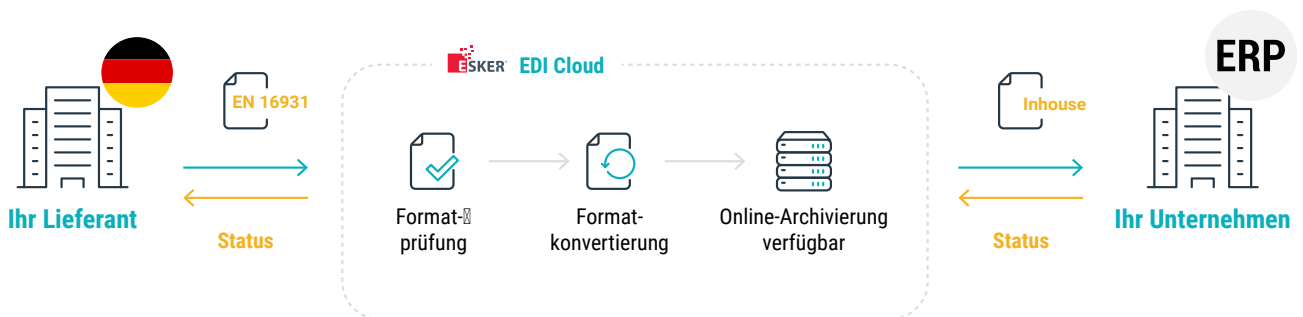 ERP
ESKER EDI Cloud
EN 16931
Inhouse
Ihr Lieferant
Status
Format-
prüfung
Format-
konvertierung
Online-Archivierung
verfügbar
Status
Ihr Unternehmen